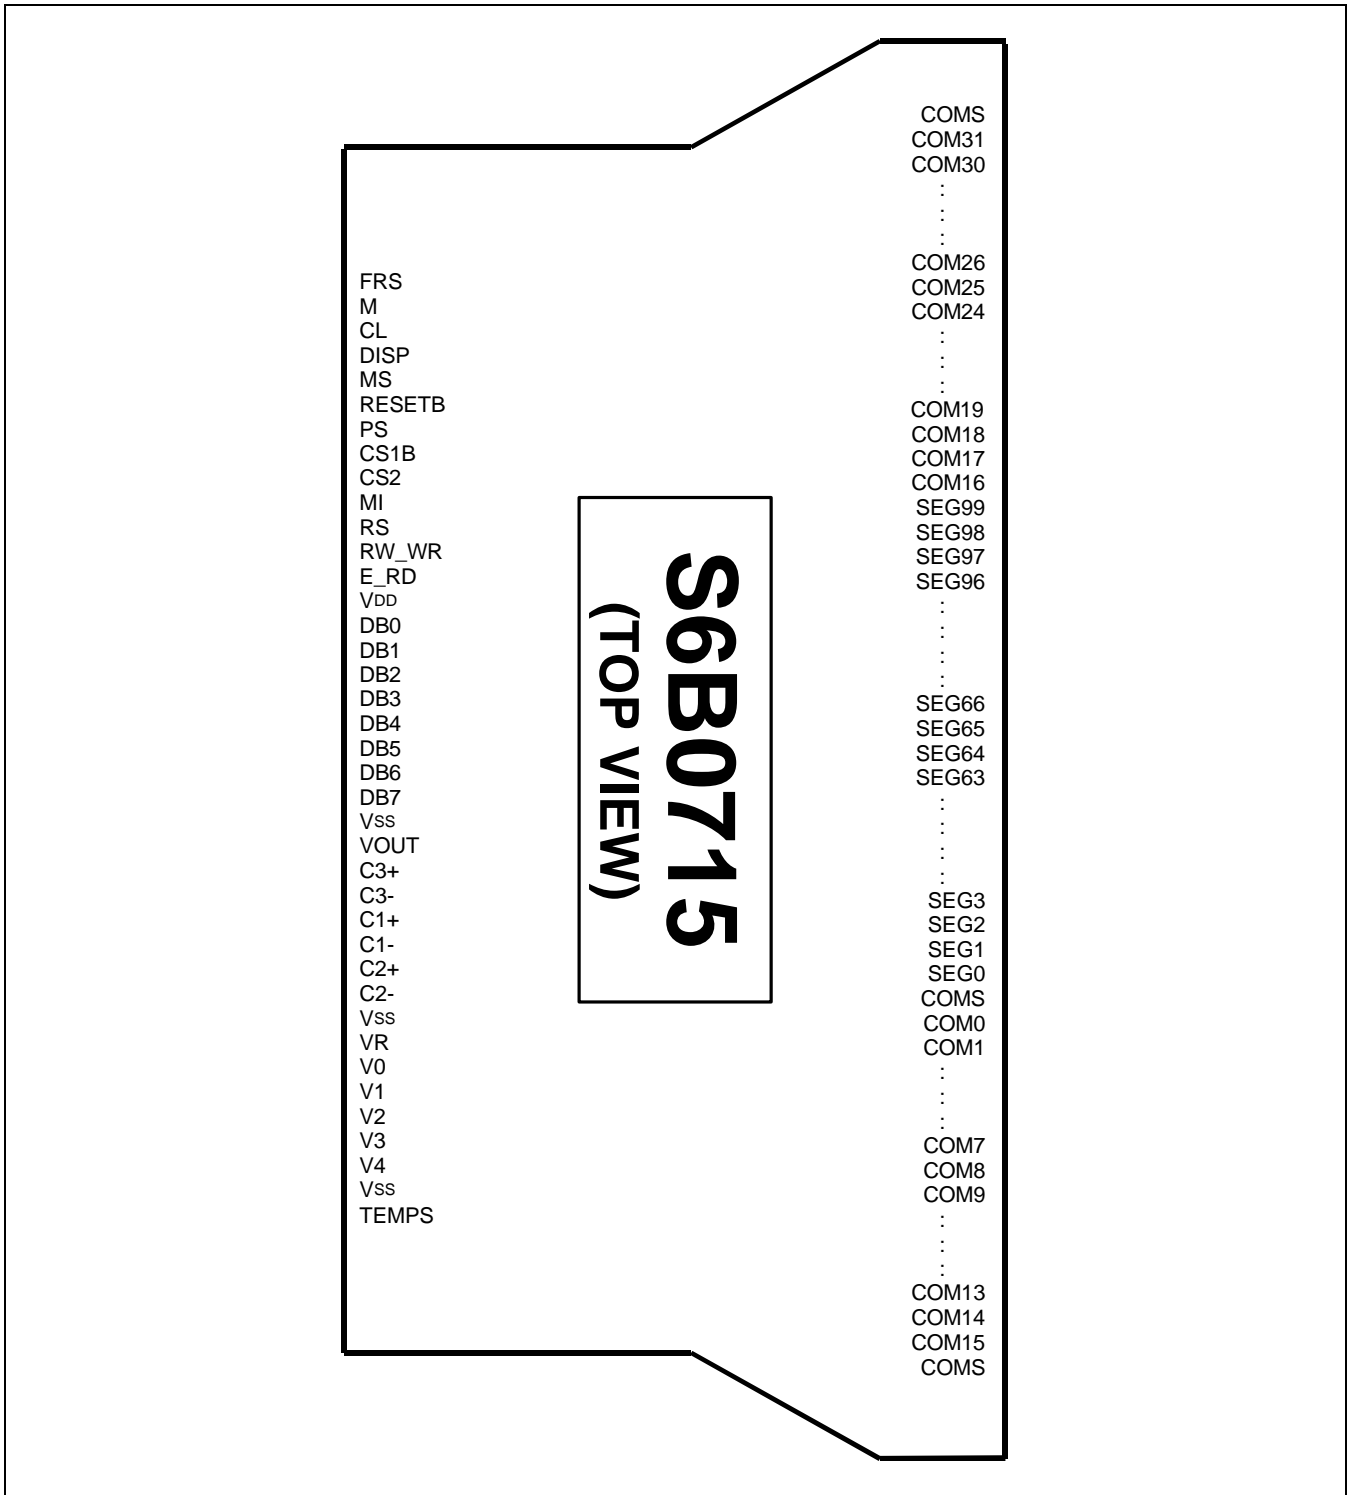 FRS
M
CL
DISP
MS
RESETB
PS
CS1B
CS2
MI
RS
RW_WR
E_RD
VDD
DB0
DB1
DB2
DB3
DB4
DB5
DB6
DB7
VSS
VOUT
C3+
C3-
C1+
C1-
C2+
C2-
VSS
VR
V0
V1
V2
V3
V4
VSS
TEMPS
S6B0715
(TOP VIEW)
COMS
COM31
COM30
:
:
:
COM26
COM25
COM24
:
:
:
COM19
COM18
COM17
COM16
SEG99
SEG98
SEG97
SEG96
:
:
:
:
SEG66
SEG65
SEG64
SEG63
:
:
:
:
SEG3
SEG2
SEG1
SEG0
COMS
COM0
COM1
:
:
:
COM7
COM8
COM9
:
:
:
COM13
COM14
COM15
COMS